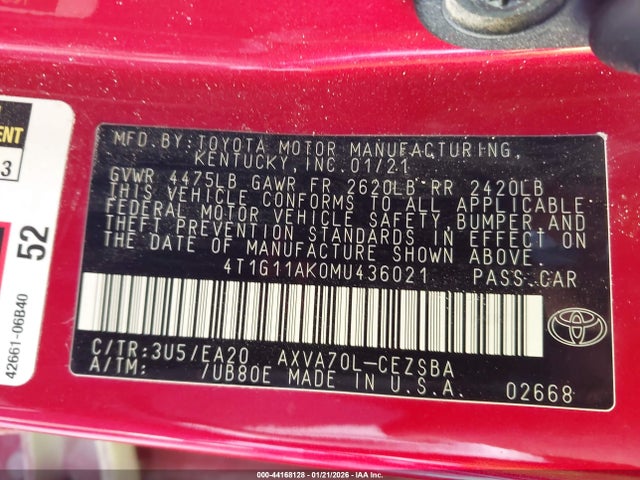 MENT
3
52
42661-06B40
MFD. BY: TOYOTA MOTOR MANUFACTURING,
KENTUCKY, INC. 01/21
GVWR 4475LB GAWR FR 2620LB RR 2420LB
THIS VEHICLE CONFORMS TO ALL APPLICABLE
FEDERAL MOTOR VEHICLE SAFETY, BUMPER, AND
THEFT PREVENTION STANDARDS IN EFFECT ON
THE DATE OF MANUFACTURE SHOWN ABOVE.
4T1G11AK0MU436021 PASS. CAR
C/TR: 3U5/EA20 AXVA70L-CEZSBA
A/TM: /UB80E MADE IN U.S.A. 02668
TOYOTA
000-44168128 - 01/21/2026 - IAA Inc.